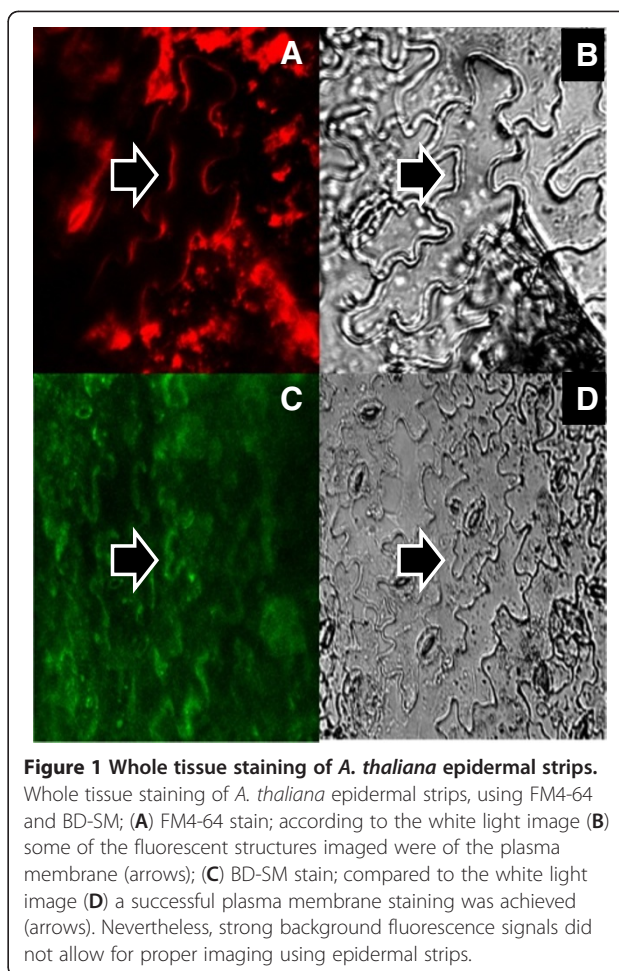 A
B
C
D
Figure 1 Whole tissue staining of A. thaliana epidermal strips.
Whole tissue staining of A. thaliana epidermal strips, using FM4-64
and BD-SM; (A) FM4-64 stain; according to the white light image (B)
some of the fluorescent structures imaged were of the plasma
membrane (arrows); (C) BD-SM stain; compared to the white light
image (D) a successful plasma membrane staining was achieved
(arrows). Nevertheless, strong background fluorescence signals did
not allow for proper imaging using epidermal strips.